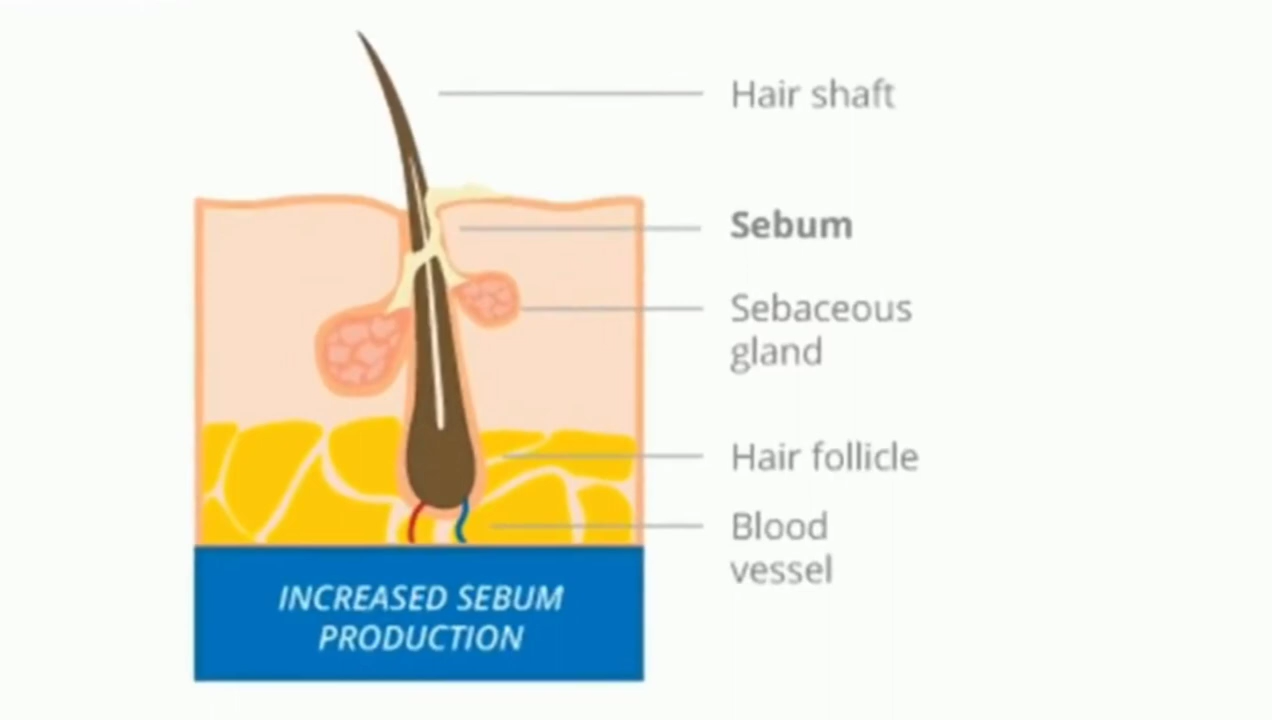 Hair shaft
Sebum
Sebaceous
gland
Hair follicle
Blood
vessel
INCREASED SEBUM
PRODUCTION